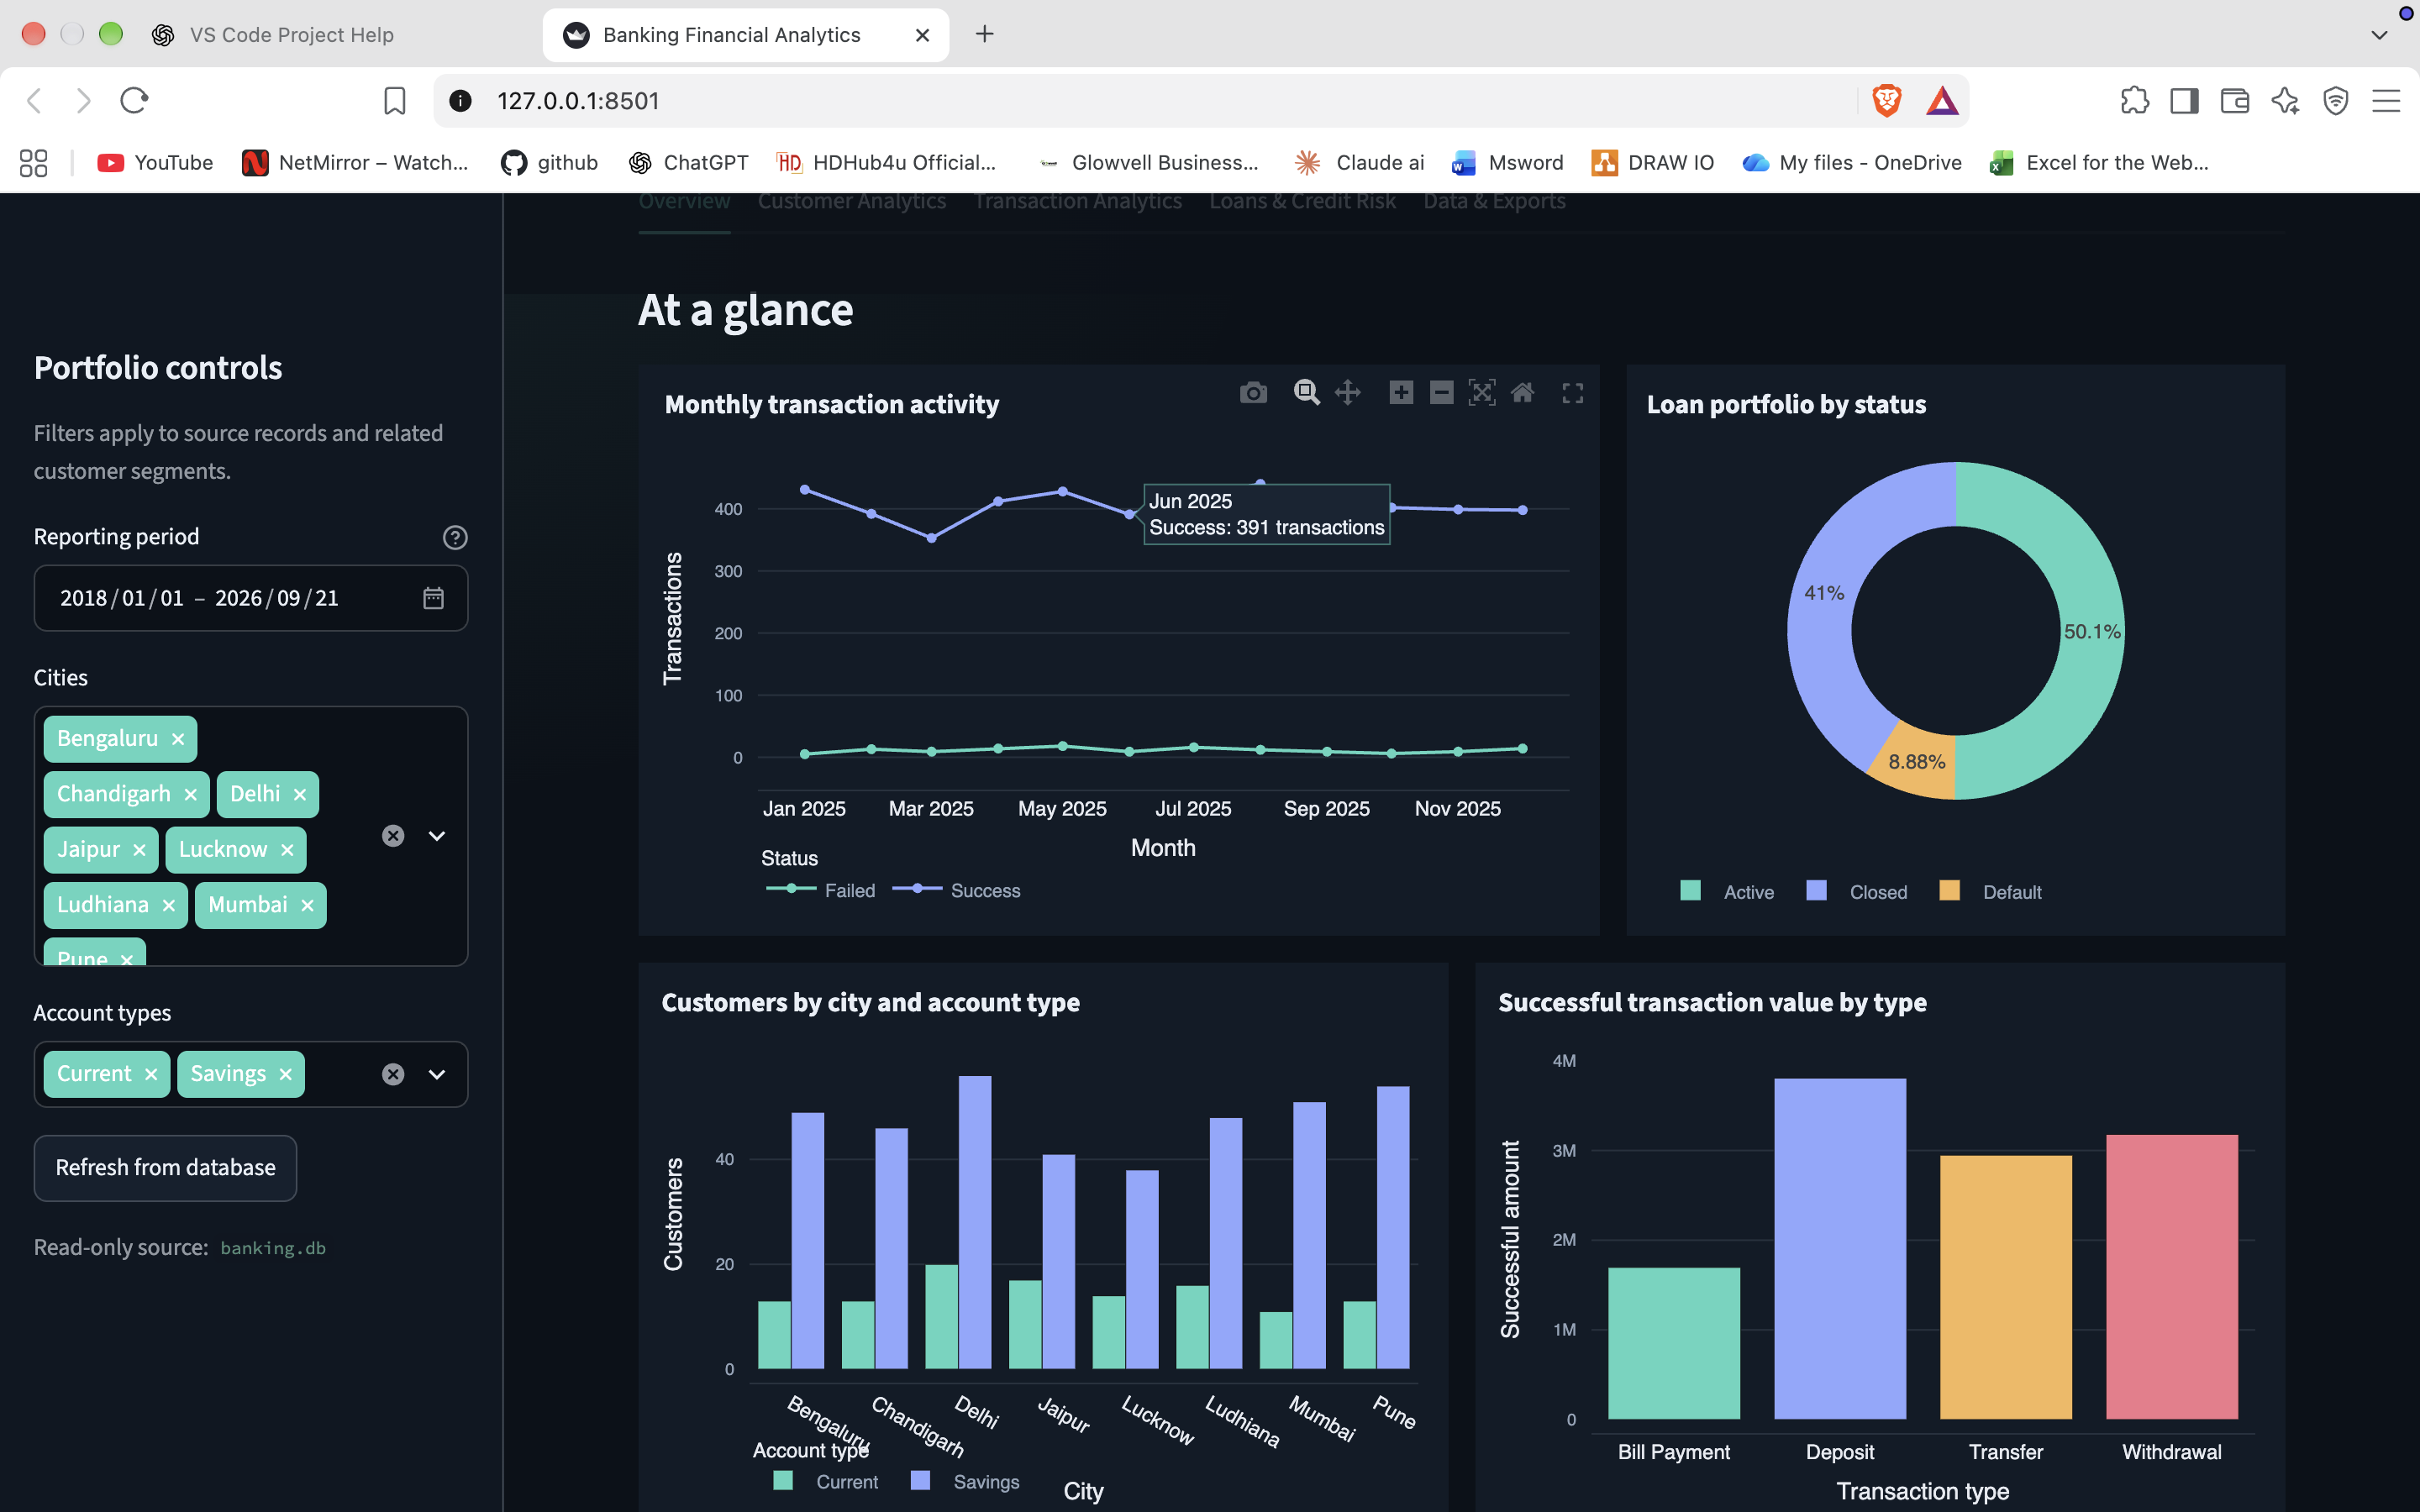 VS Code Project Help
Banking Financial Analytics
127.0.0.1:8501
YouTube
NetMirror – Watch...
github
ChatGPT
HD HDHub4u Official...
Glowvell Business...
Claude ai
Msword
DRAW IO
My files - OneDrive
Excel for the Web...
Overview
Customer Analytics
Transaction Analytics
Loans & Credit Risk
Data & Exports
Portfolio controls
Filters apply to source records and related
customer segments.
Reporting period
2018/01/01 – 2026/09/21
Cities
Bengaluru
Chandigarh
Delhi
Jaipur
Lucknow
Ludhiana
Mumbai
Pune
Account types
Current
Savings
Refresh from database
Read-only source: banking.db
At a glance
Monthly transaction activity
Transactions
400
300
200
100
0
Jun 2025
Success: 391 transactions
Jan 2025
Mar 2025
May 2025
Jul 2025
Sep 2025
Nov 2025
Month
Status
Failed
Success
Loan portfolio by status
41%
50.1%
8.88%
Active
Closed
Default
Customers by city and account type
Customers
40
20
0
Bengaluru
Chandigarh
Delhi
Jaipur
Lucknow
Ludhiana
Mumbai
Pune
Account type
Current
Savings
City
Successful transaction value by type
Successful amount
4M
3M
2M
1M
0
Bill Payment
Deposit
Transfer
Withdrawal
Transaction type